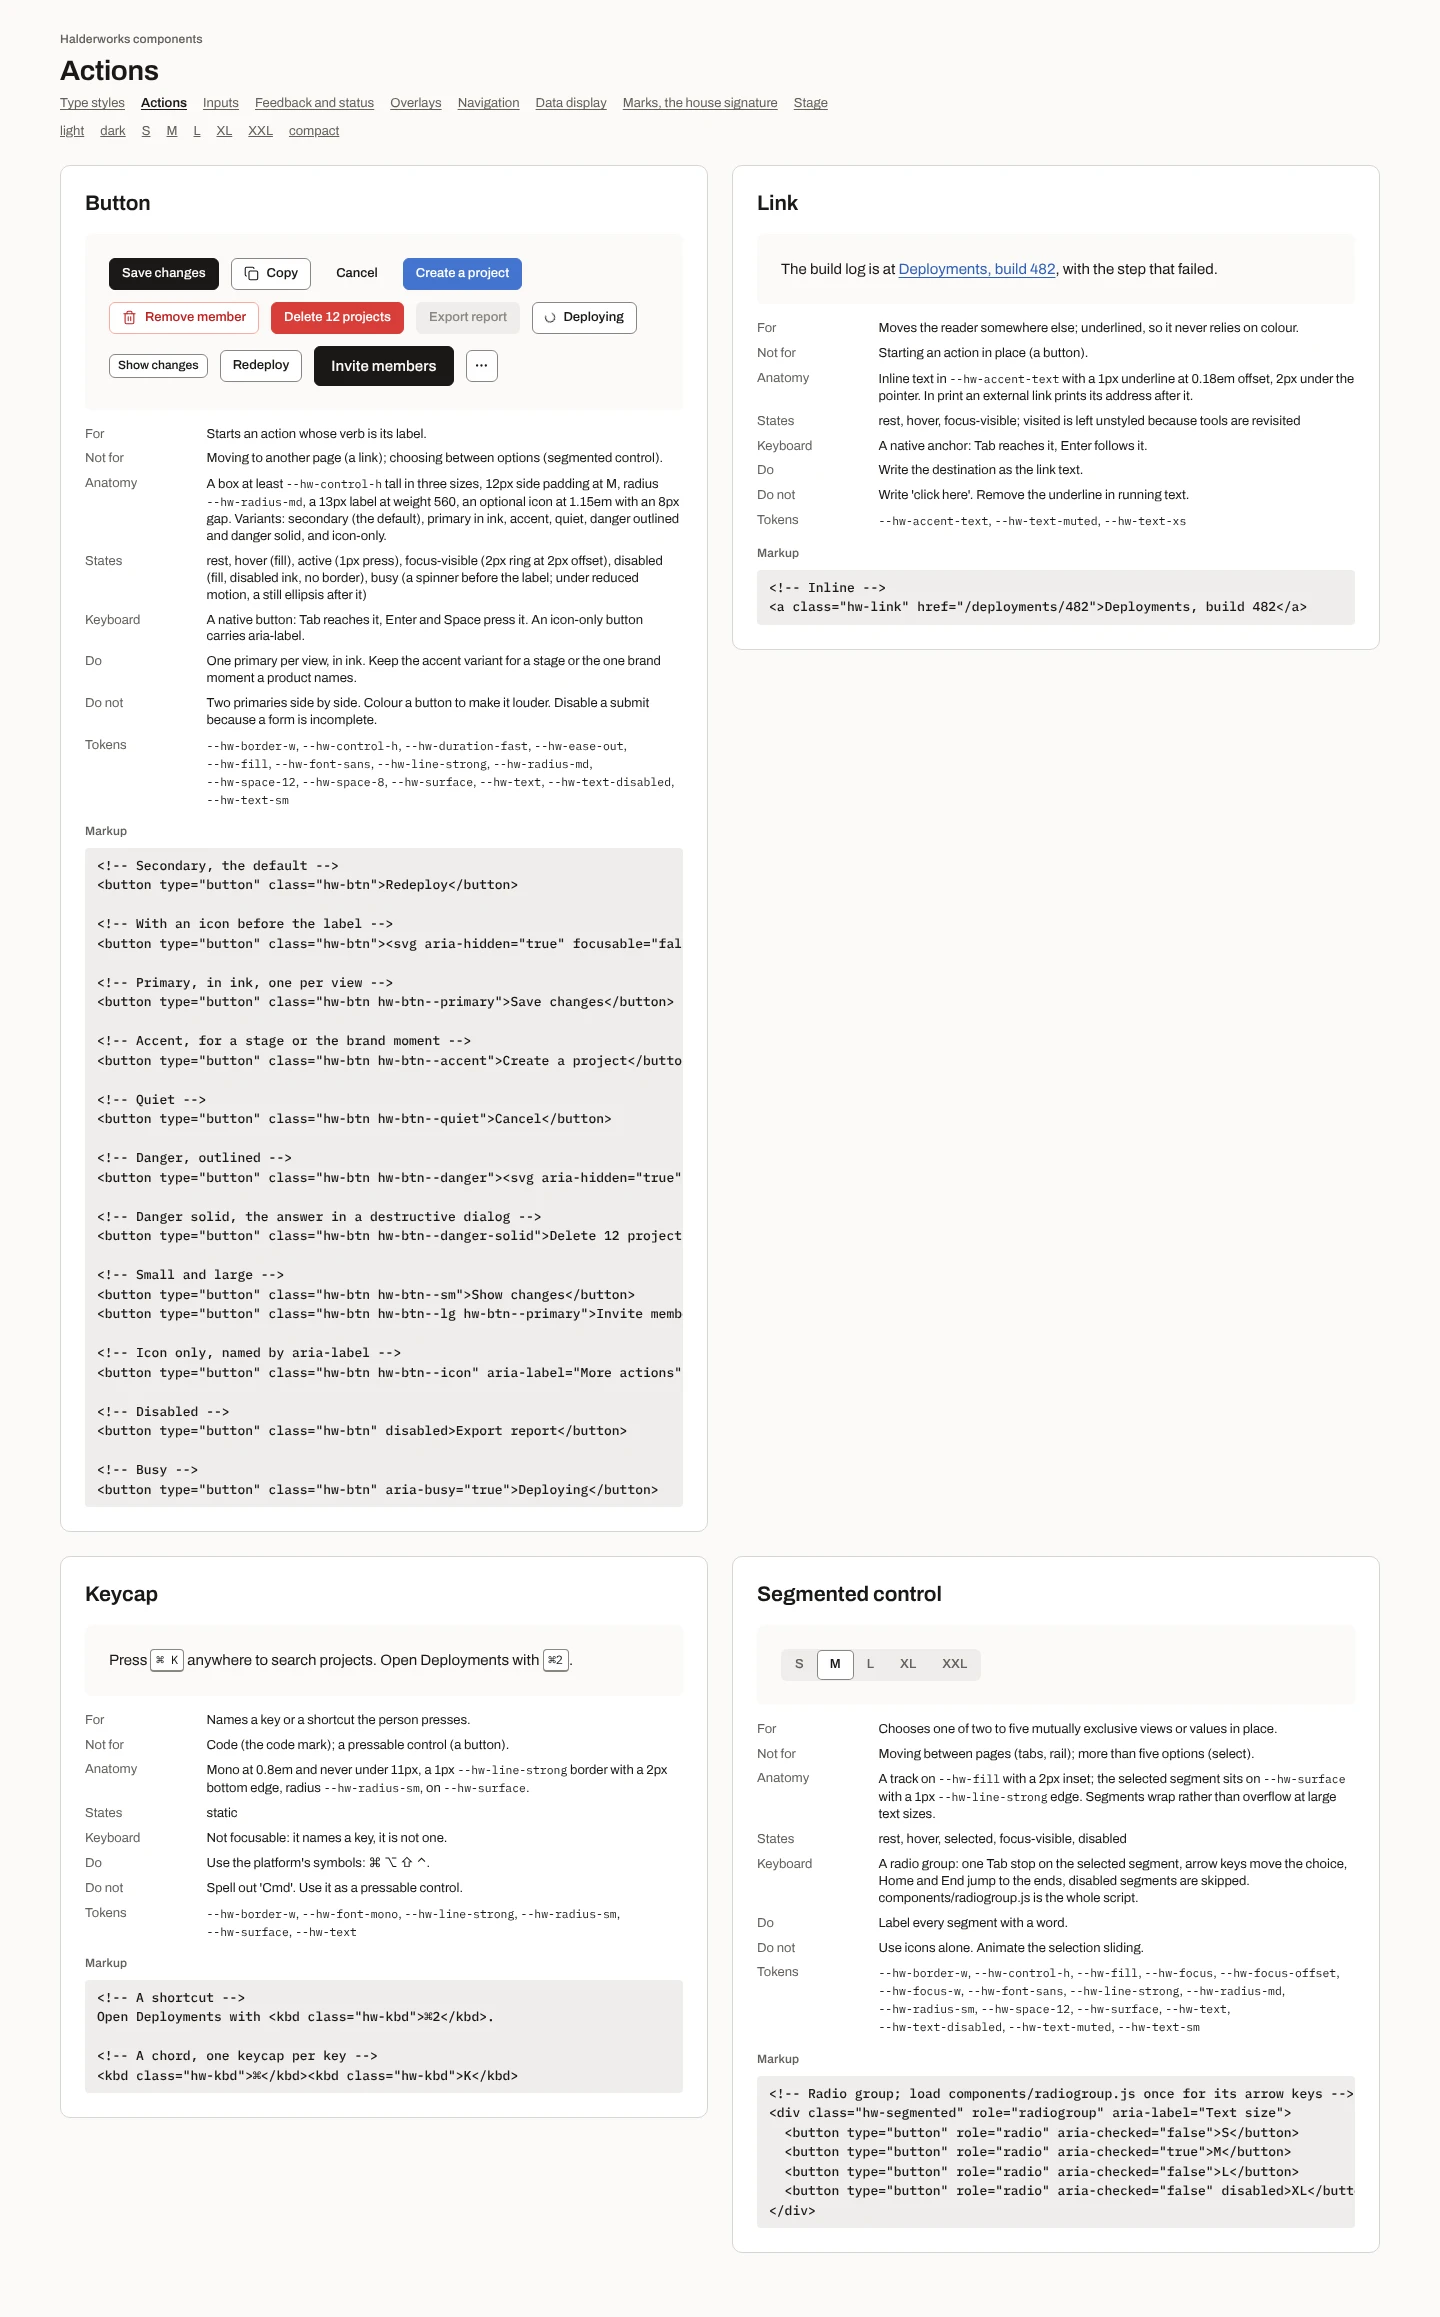 Halderworks components
Actions
Type styles Actions Inputs Feedback and status Overlays Navigation Data display Marks, the house signature Stage
light dark S M L XL XXL compact
Button
Save changes Copy Cancel Create a project
Remove member Delete 12 projects Export report Deploying
Show changes Redeploy Invite members ···
For Starts an action whose verb is its label.
Not for Moving to another page (a link); choosing between options (segmented control).
Anatomy A box at least --hw-control-h tall in three sizes, 12px side padding at M, radius
--hw-radius-md, a 13px label at weight 560, an optional icon at 1.15em with an 8px
gap. Variants: secondary (the default), primary in ink, accent, quiet, danger outlined
and danger solid, and icon-only.
States rest, hover (fill), active (1px press), focus-visible (2px ring at 2px offset), disabled
(fill, disabled ink, no border), busy (a spinner before the label; under reduced
motion, a still ellipsis after it)
Keyboard A native button: Tab reaches it, Enter and Space press it. An icon-only button
carries aria-label.
Do One primary per view, in ink. Keep the accent variant for a stage or the one brand
moment a product names.
Do not Two primaries side by side. Colour a button to make it louder. Disable a submit
because a form is incomplete.
Tokens --hw-border-w, --hw-control-h, --hw-duration-fast, --hw-ease-out,
--hw-fill, --hw-font-sans, --hw-line-strong, --hw-radius-md,
--hw-space-12, --hw-space-8, --hw-surface, --hw-text, --hw-text-disabled,
--hw-text-sm
Markup
<!-- Secondary, the default -->
<button type="button" class="hw-btn">Redeploy</button>
<!-- With an icon before the label -->
<button type="button" class="hw-btn"><svg aria-hidden="true" focusable="fal
<!-- Primary, in ink, one per view -->
<button type="button" class="hw-btn hw-btn--primary">Save changes</button>
<!-- Accent, for a stage or the brand moment -->
<button type="button" class="hw-btn hw-btn--accent">Create a project</butto
<!-- Quiet -->
<button type="button" class="hw-btn hw-btn--quiet">Cancel</button>
<!-- Danger, outlined -->
<button type="button" class="hw-btn hw-btn--danger"><svg aria-hidden="true"
<!-- Danger solid, the answer in a destructive dialog -->
<button type="button" class="hw-btn hw-btn--danger-solid">Delete 12 project
<!-- Small and large -->
<button type="button" class="hw-btn hw-btn--sm">Show changes</button>
<button type="button" class="hw-btn hw-btn--lg hw-btn--primary">Invite memb
<!-- Icon only, named by aria-label -->
<button type="button" class="hw-btn hw-btn--icon" aria-label="More actions"
<!-- Disabled -->
<button type="button" class="hw-btn" disabled>Export report</button>
<!-- Busy -->
<button type="button" class="hw-btn" aria-busy="true">Deploying</button>
Link
The build log is at Deployments, build 482, with the step that failed.
For Moves the reader somewhere else; underlined, so it never relies on colour.
Not for Starting an action in place (a button).
Anatomy Inline text in --hw-accent-text with a 1px underline at 0.18em offset, 2px under the
pointer. In print an external link prints its address after it.
States rest, hover, focus-visible; visited is left unstyled because tools are revisited
Keyboard A native anchor: Tab reaches it, Enter follows it.
Do Write the destination as the link text.
Do not Write 'click here'. Remove the underline in running text.
Tokens --hw-accent-text, --hw-text-muted, --hw-text-xs
Markup
<!-- Inline -->
<a class="hw-link" href="/deployments/482">Deployments, build 482</a>
Keycap
Press ⌘ K anywhere to search projects. Open Deployments with ⌘2.
For Names a key or a shortcut the person presses.
Not for Code (the code mark); a pressable control (a button).
Anatomy Mono at 0.8em and never under 11px, a 1px --hw-line-strong border with a 2px
bottom edge, radius --hw-radius-sm, on --hw-surface.
States static
Keyboard Not focusable: it names a key, it is not one.
Do Use the platform's symbols: ⌘ ⌥ ⇧ ⌃.
Do not Spell out 'Cmd'. Use it as a pressable control.
Tokens --hw-border-w, --hw-font-mono, --hw-line-strong, --hw-radius-sm,
--hw-surface, --hw-text
Markup
<!-- A shortcut -->
Open Deployments with <kbd class="hw-kbd">⌘2</kbd>.
<!-- A chord, one keycap per key -->
<kbd class="hw-kbd">⌘</kbd><kbd class="hw-kbd">K</kbd>
Segmented control
S M L XL XXL
For Chooses one of two to five mutually exclusive views or values in place.
Not for Moving between pages (tabs, rail); more than five options (select).
Anatomy A track on --hw-fill with a 2px inset; the selected segment sits on --hw-surface
with a 1px --hw-line-strong edge. Segments wrap rather than overflow at large
text sizes.
States rest, hover, selected, focus-visible, disabled
Keyboard A radio group: one Tab stop on the selected segment, arrow keys move the choice,
Home and End jump to the ends, disabled segments are skipped.
components/radiogroup.js is the whole script.
Do Label every segment with a word.
Do not Use icons alone. Animate the selection sliding.
Tokens --hw-border-w, --hw-control-h, --hw-fill, --hw-focus, --hw-focus-offset,
--hw-focus-w, --hw-font-sans, --hw-line-strong, --hw-radius-md,
--hw-radius-sm, --hw-space-12, --hw-surface, --hw-text,
--hw-text-disabled, --hw-text-muted, --hw-text-sm
Markup
<!-- Radio group; load components/radiogroup.js once for its arrow keys -->
<div class="hw-segmented" role="radiogroup" aria-label="Text size">
<button type="button" role="radio" aria-checked="false">S</button>
<button type="button" role="radio" aria-checked="true">M</button>
<button type="button" role="radio" aria-checked="false">L</button>
<button type="button" role="radio" aria-checked="false" disabled>XL</butt
</div>